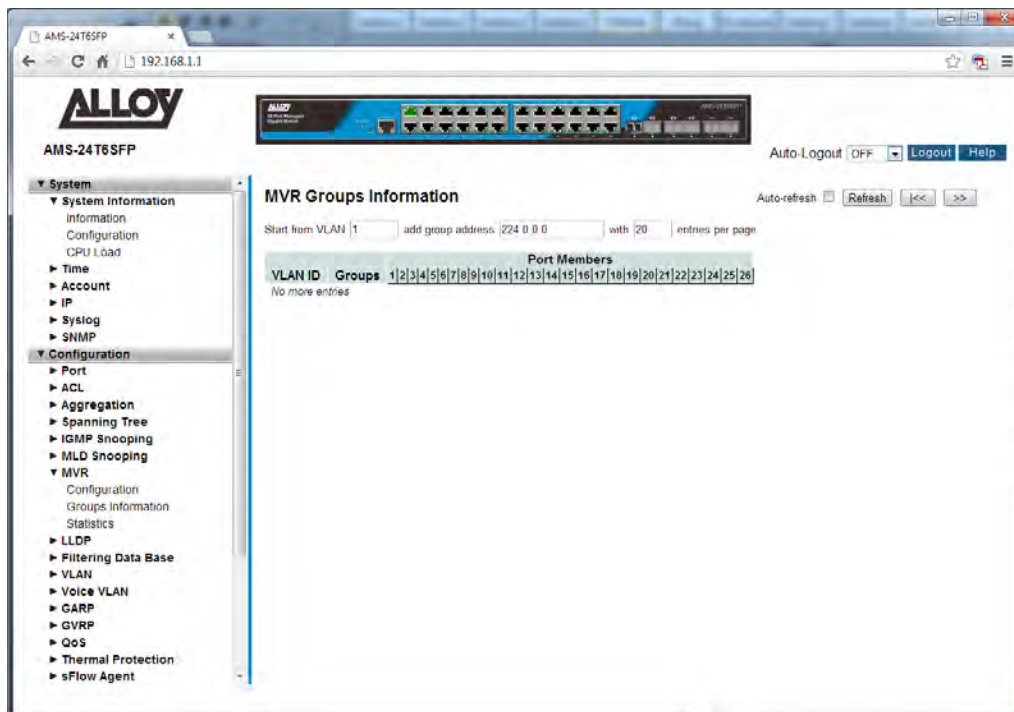 AMS-24T6SFP
192.168.1.1
ALLOY
ALLOY
AMS-24T6SFP
Auto-Logout OFF Logout Help
▼ System
▼ System Information
Information
Configuration
CPU Load
► Time
► Account
► IP
► Syslog
► SNMP
▼ Configuration
► Port
► ACL
► Aggregation
► Spanning Tree
► IGMP Snooping
► MLD Snooping
▼ MVR
Configuration
Groups Information
Statistics
► LLDP
► Filtering Data Base
► VLAN
► Voice VLAN
► GARP
► GVRP
► QoS
► Thermal Protection
► sFlow Agent
MVR Groups Information
Auto-refresh Refresh |<< >>
Start from VLAN 1 add group address 224.0.0.0 with 20 entries per page
Port Members
VLAN ID Groups 1 2 3 4 5 6 7 8 9 10 11 12 13 14 15 16 17 18 19 20 21 22 23 24 25 26
No more entries